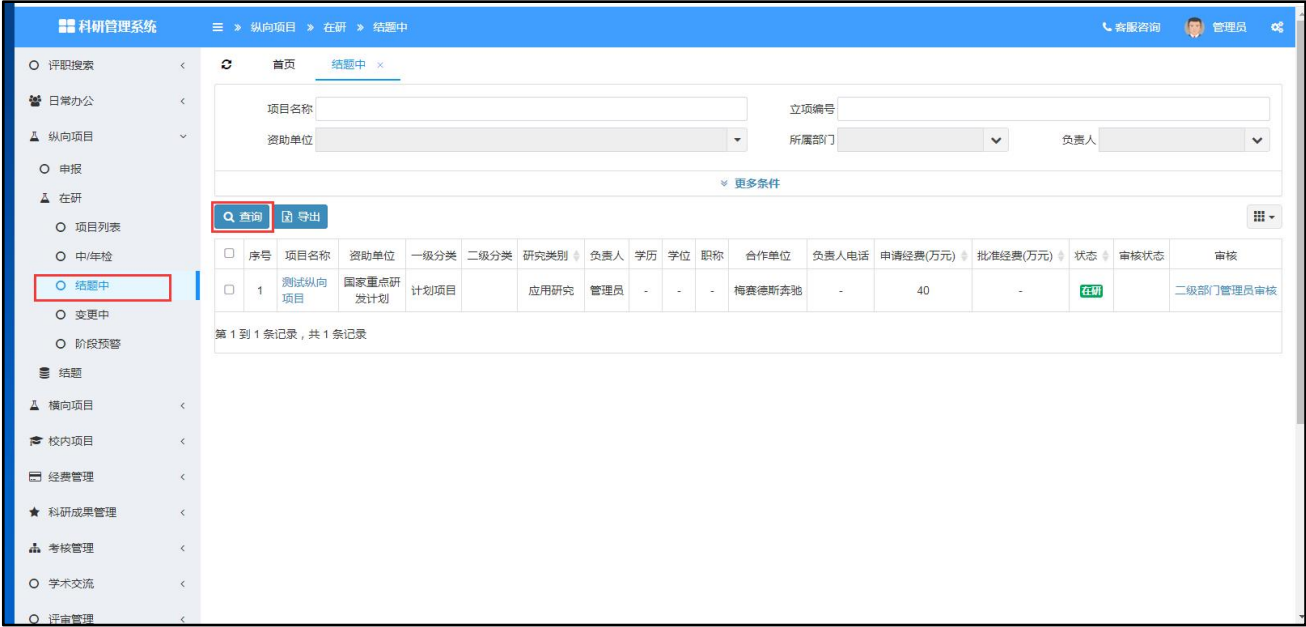 科研管理系统
纵向项目 » 在研 » 结题中
客服咨询 管理员
评职搜索
日常办公
纵向项目
申报
在研
项目列表
中/年检
结题中
变更中
阶段预警
结题
横向项目
校内项目
经费管理
科研成果管理
考核管理
学术交流
评审管理
首页 结题中 ×
项目名称 立项编号
资助单位 所属部门 负责人
更多条件
查询 导出
序号 项目名称 资助单位 一级分类 二级分类 研究类别 负责人 学历 学位 职称 合作单位 负责人电话 申请经费(万元) 批准经费(万元) 状态 审核状态 审核
1 测试纵向项目 国家重点研发计划 计划项目 应用研究 管理员 - - - 梅赛德斯奔驰 - 40 - 在研 二级部门管理员审核
第 1 到 1 条记录，共 1 条记录